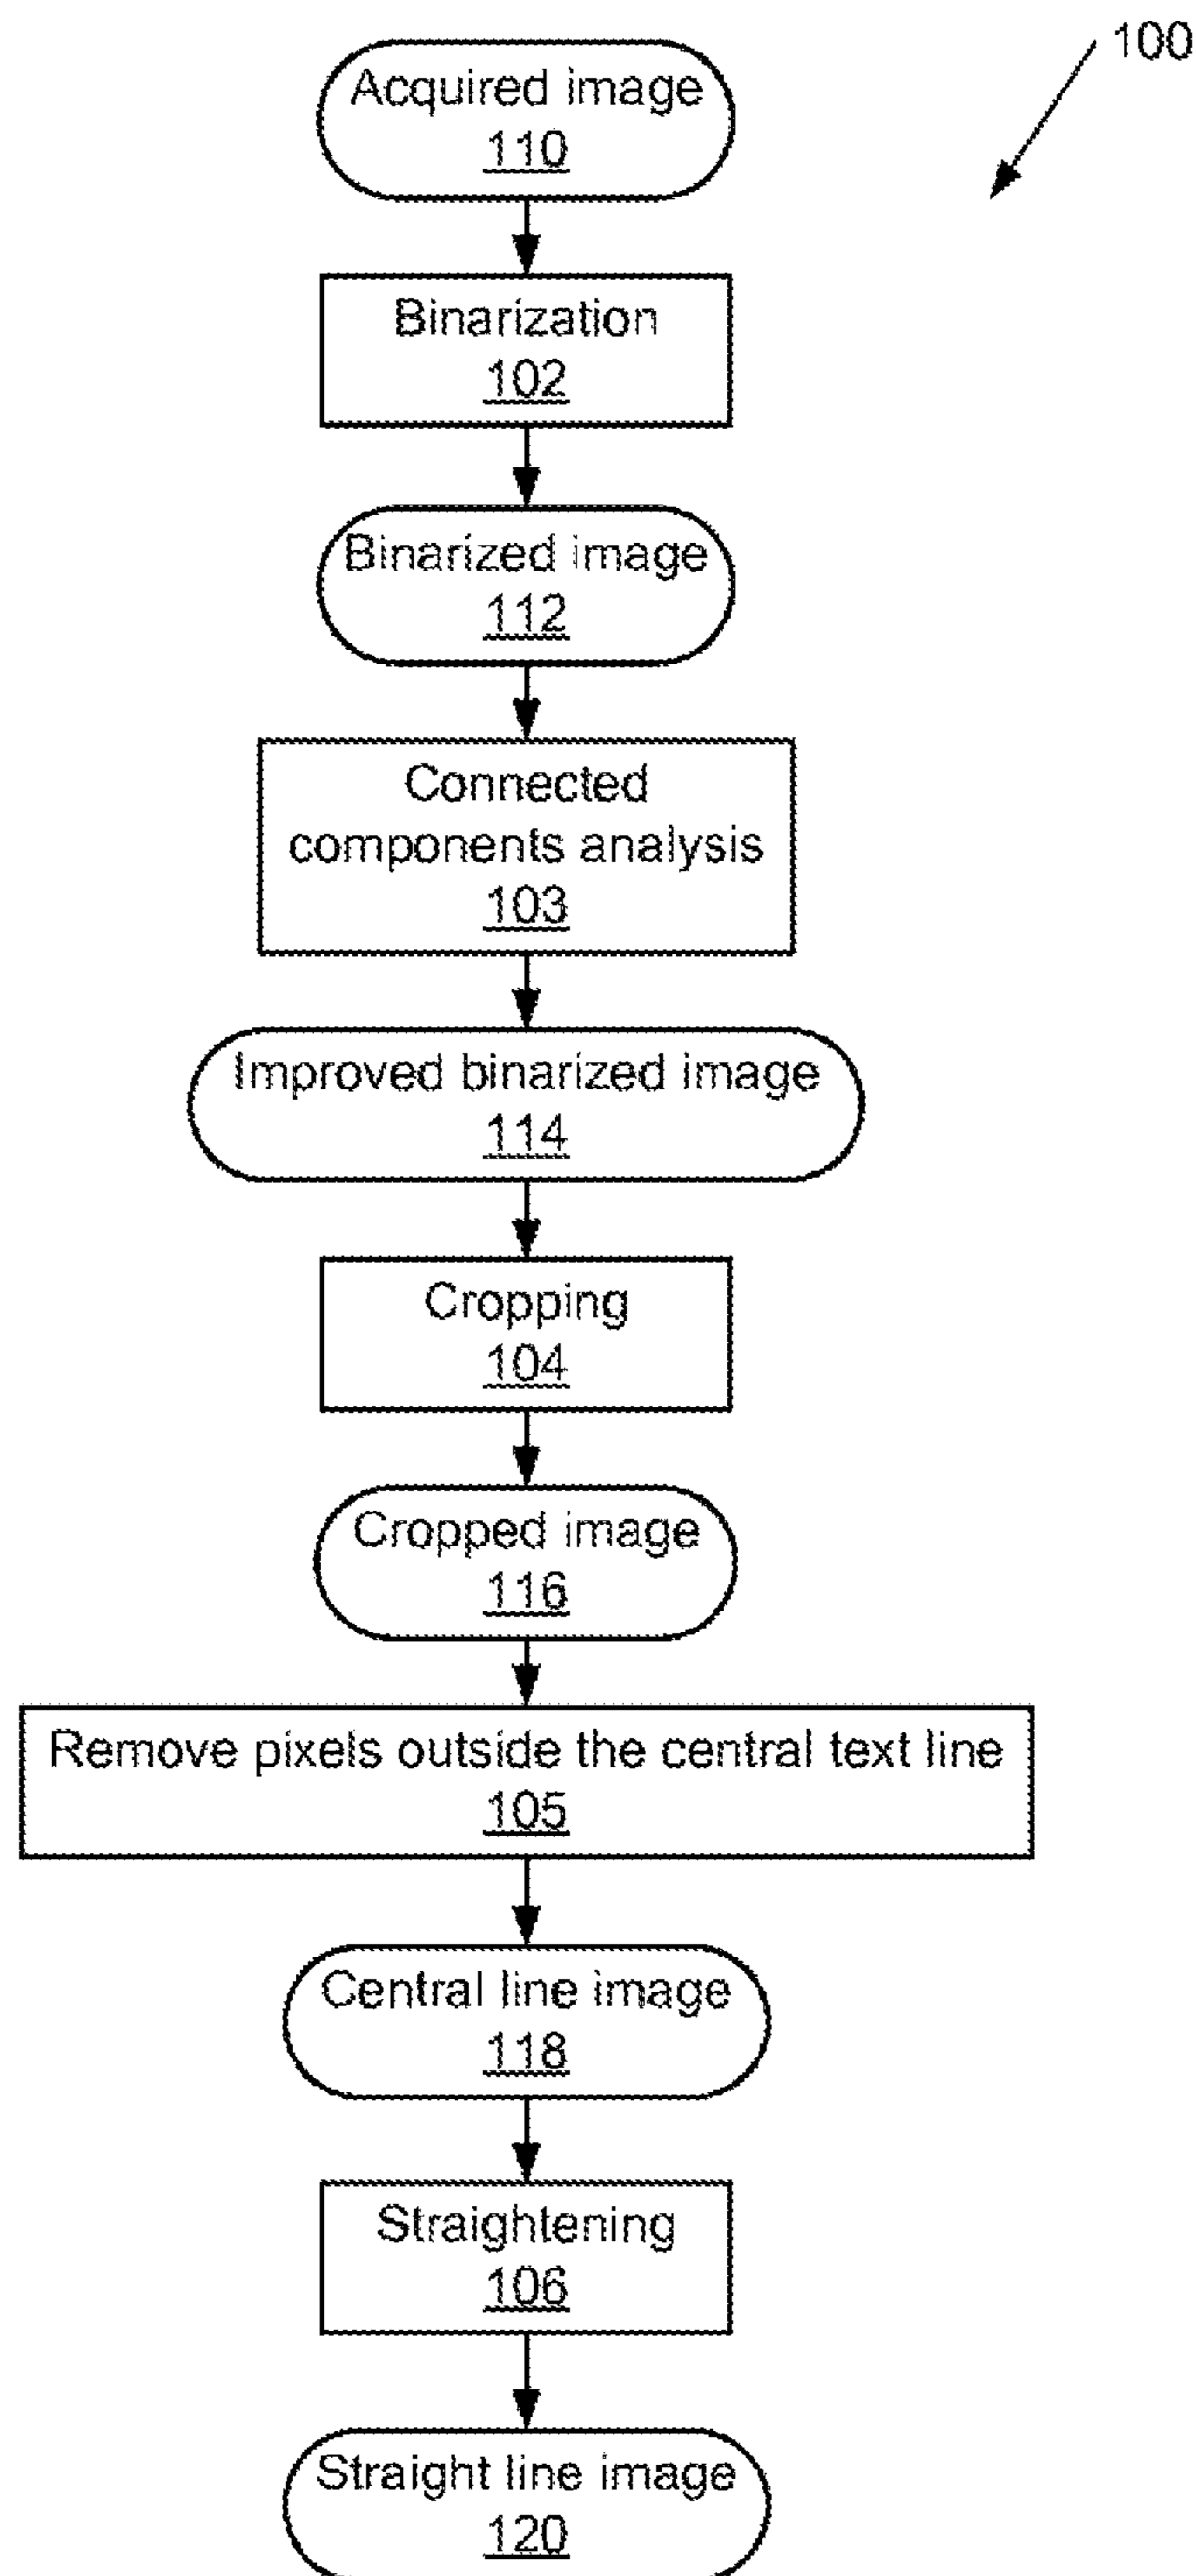 100
Acquired image
110
Binarization
102
Binarized image
112
Connected
components analysis
103
Improved binarized image
114
Cropping
104
Cropped image
116
Remove pixels outside the central text line
105
Central line image
118
Straightening
106
Straight line image
120